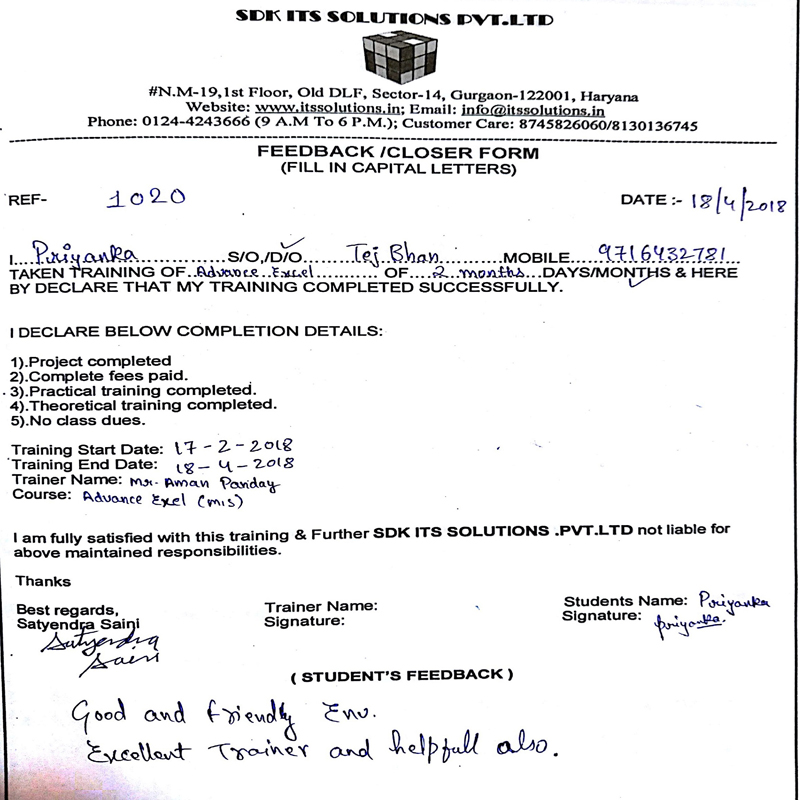 SDK ITS SOLUTIONS PVT.LTD
#N.M-19,1st Floor, Old DLF, Sector-14, Gurgaon-122001, Haryana
Website: www.itssolutions.in; Email: info@itssolutions.in
Phone: 0124-4243666 (9 A.M To 6 P.M.); Customer Care: 8745826060/8130136745
FEEDBACK /CLOSER FORM
(FILL IN CAPITAL LETTERS)
REF- 1020 DATE :- 18/4/2018
I....Priyanka...............S/O,/D/O.......Tej Bhan..........MOBILE....9716432781...
TAKEN TRAINING OF..Advance Excel...........OF....2 months...DAYS/MONTHS & HERE
BY DECLARE THAT MY TRAINING COMPLETED SUCCESSFULLY.
I DECLARE BELOW COMPLETION DETAILS:
1).Project completed
2).Complete fees paid.
3).Practical training completed.
4).Theoretical training completed.
5).No class dues.
Training Start Date: 17-2-2018
Training End Date: 18-4-2018
Trainer Name: Mr. Aman Panday
Course: Advance Excel (MIS)
I am fully satisfied with this training & Further SDK ITS SOLUTIONS .PVT.LTD not liable for
above maintained responsibilities.
Thanks
Best regards, Trainer Name: Students Name: Priyanka
Satyendra Saini Signature: Signature: Priyanka.
Satyendra
Saini
( STUDENT'S FEEDBACK )
Good and friendly Env.
Excellent Trainer and helpfull also.